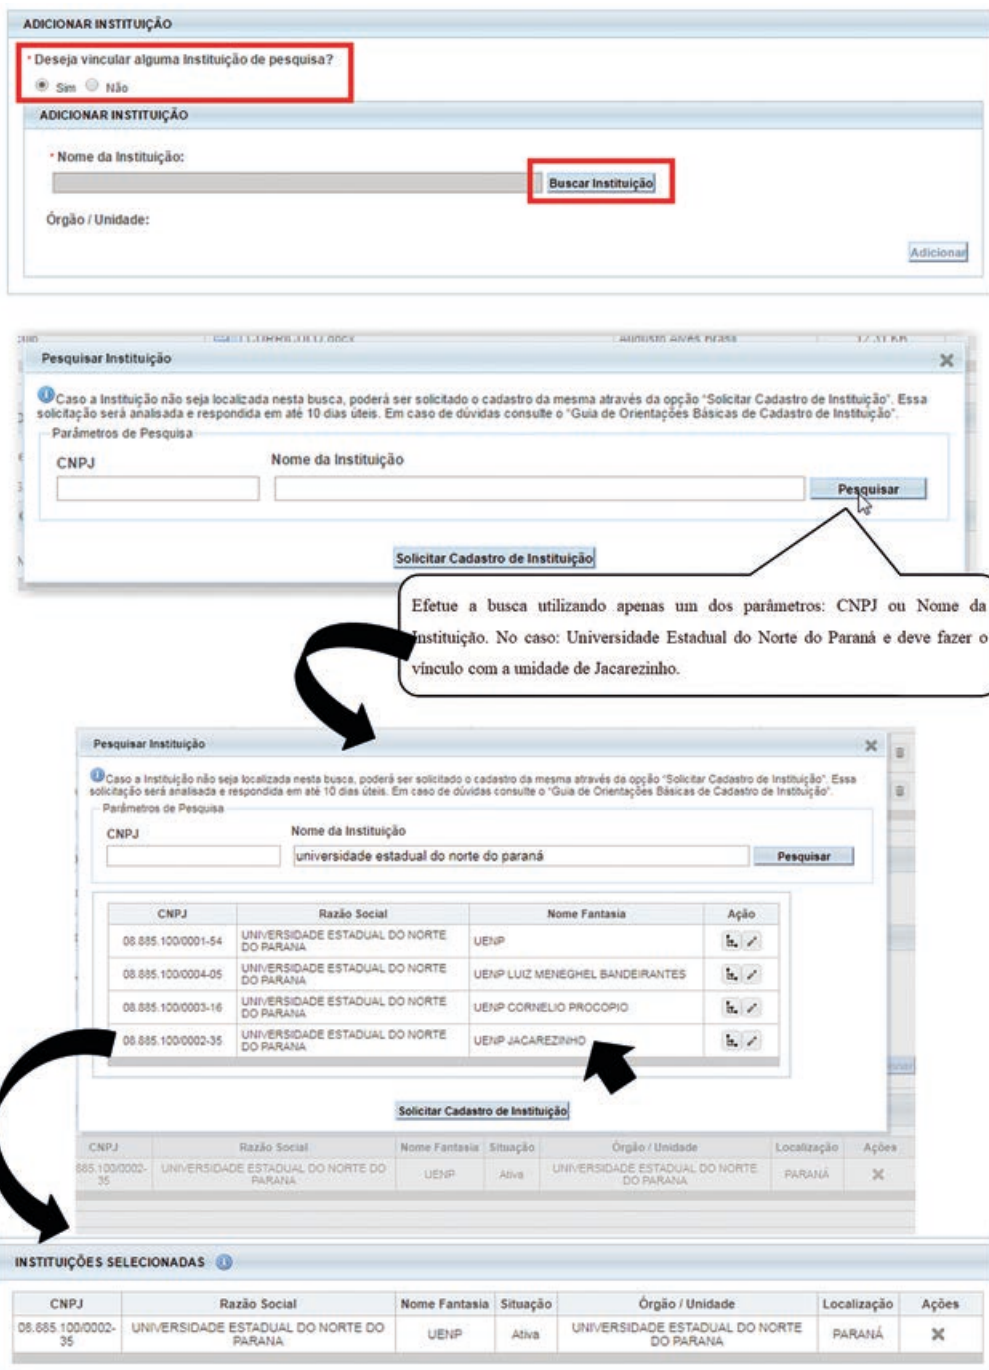 ADICIONAR INSTITUIÇÃO
* Deseja vincular alguma Instituição de pesquisa?
Sim Não
ADICIONAR INSTITUIÇÃO
* Nome da Instituição:
Buscar Instituição
Órgão / Unidade:
Adicionar
Pesquisar Instituição
Caso a Instituição não seja localizada nesta busca, poderá ser solicitado o cadastro da mesma através da opção "Solicitar Cadastro de Instituição". Essa
solicitação será analisada e respondida em até 10 dias úteis. Em caso de dúvidas consulte o "Guia de Orientações Básicas de Cadastro de Instituição".
Parâmetros de Pesquisa
CNPJ Nome da Instituição
Pesquisar
Solicitar Cadastro de Instituição
Efetue a busca utilizando apenas um dos parâmetros: CNPJ ou Nome da
Instituição. No caso: Universidade Estadual do Norte do Paraná e deve fazer o
vínculo com a unidade de Jacarezinho.
Pesquisar Instituição
Caso a Instituição não seja localizada nesta busca, poderá ser solicitado o cadastro da mesma através da opção "Solicitar Cadastro de Instituição". Essa
solicitação será analisada e respondida em até 10 dias úteis. Em caso de dúvidas consulte o "Guia de Orientações Básicas de Cadastro de Instituição".
Parâmetros de Pesquisa
CNPJ Nome da Instituição
universidade estadual do norte do paraná Pesquisar
CNPJ Razão Social Nome Fantasia Ação
08.885.100/0001-54 UNIVERSIDADE ESTADUAL DO NORTE DO PARANA UENP
08.885.100/0004-05 UNIVERSIDADE ESTADUAL DO NORTE DO PARANA UENP LUIZ MENEGHEL BANDEIRANTES
08.885.100/0003-16 UNIVERSIDADE ESTADUAL DO NORTE DO PARANA UENP CORNELIO PROCOPIO
08.885.100/0002-35 UNIVERSIDADE ESTADUAL DO NORTE DO PARANA UENP JACAREZINHO
Solicitar Cadastro de Instituição
CNPJ Razão Social Nome Fantasia Situação Órgão / Unidade Localização Ações
885.100/0002-35 UNIVERSIDADE ESTADUAL DO NORTE DO PARANA UENP Ativa UNIVERSIDADE ESTADUAL DO NORTE DO PARANA PARANÁ
INSTITUIÇÕES SELECIONADAS
CNPJ Razão Social Nome Fantasia Situação Órgão / Unidade Localização Ações
08.885.100/0002-35 UNIVERSIDADE ESTADUAL DO NORTE DO PARANA UENP Ativa UNIVERSIDADE ESTADUAL DO NORTE DO PARANA PARANÁ